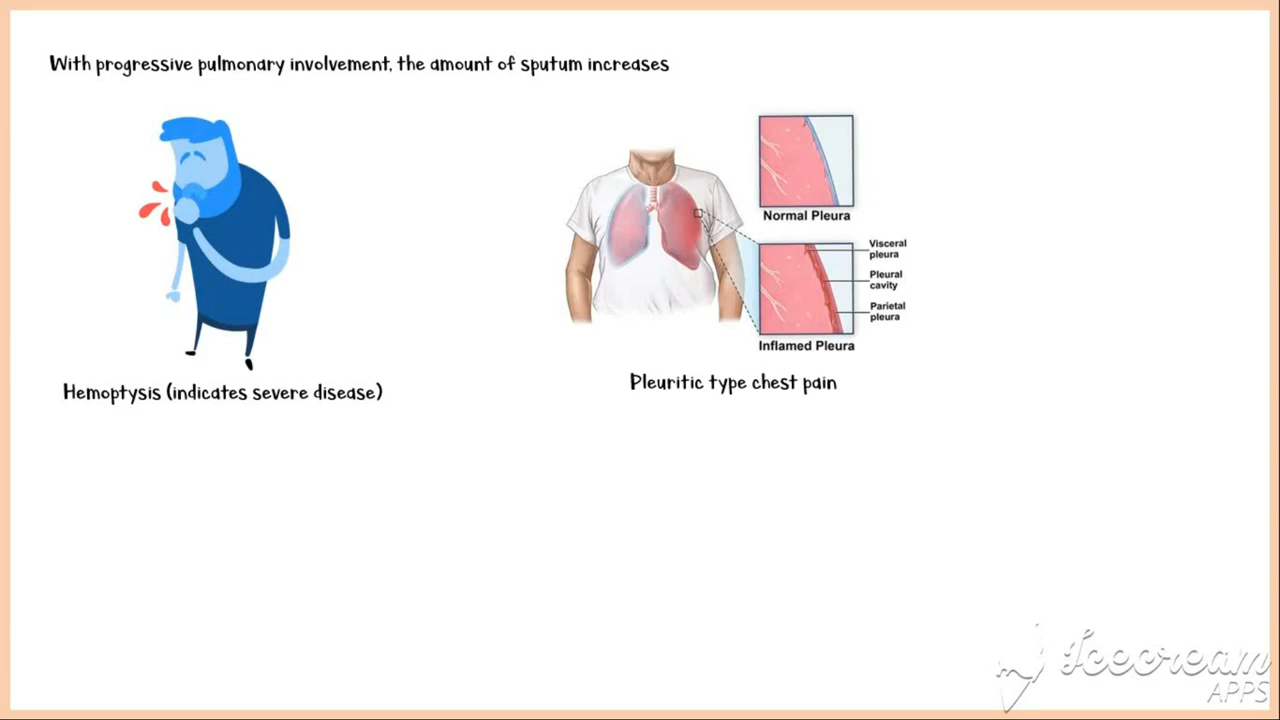 With progressive pulmonary involvement, the amount of sputum increases
Normal Pleura
Visceral
pleura
Pleural
cavity
Parietal
pleura
Inflamed Pleura
Hemoptysis (indicates severe disease)
Pleuritic type chest pain
Icecream
APPS